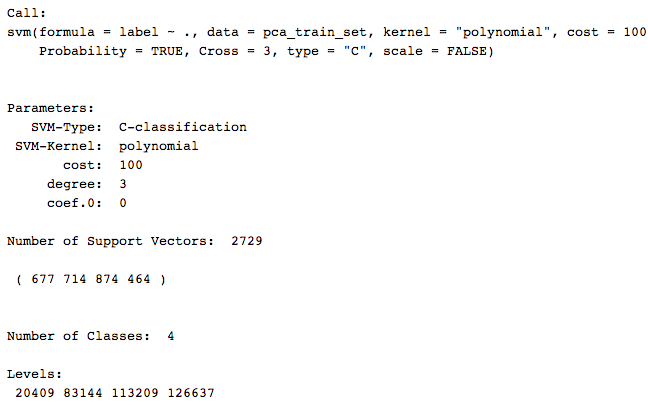 Call:
svm(formula = label ~ ., data = pca_train_set, kernel = "polynomial", cost = 100
    Probability = TRUE, Cross = 3, type = "C", scale = FALSE)
Parameters:
   SVM-Type:  C-classification
 SVM-Kernel:  polynomial
       cost:  100
     degree:  3
     coef.0:  0
Number of Support Vectors:  2729
 ( 677 714 874 464 )
Number of Classes:  4
Levels:
 20409 83144 113209 126637